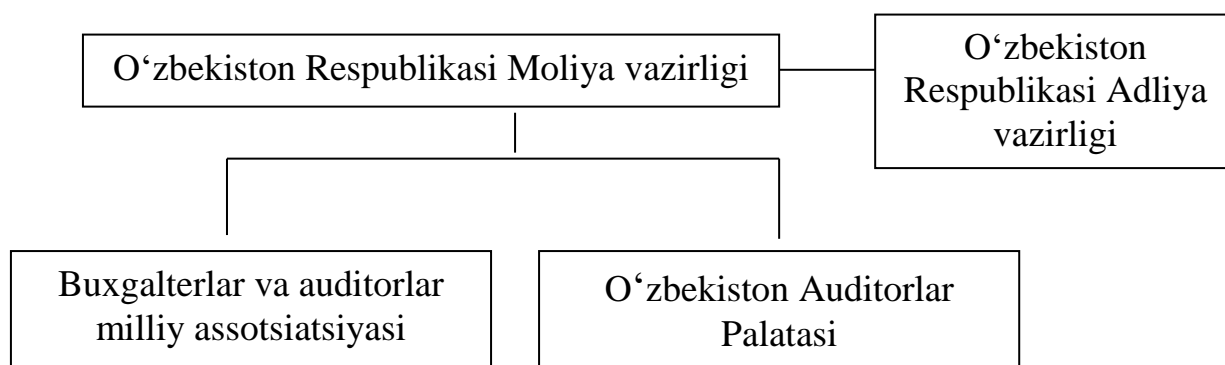 O‘zbekiston Respublikasi Moliya vazirligi
O‘zbekiston
Respublikasi Adliya
vazirligi
Buxgalterlar va auditorlar
milliy assotsiatsiyasi
O‘zbekiston Auditorlar
Palatasi